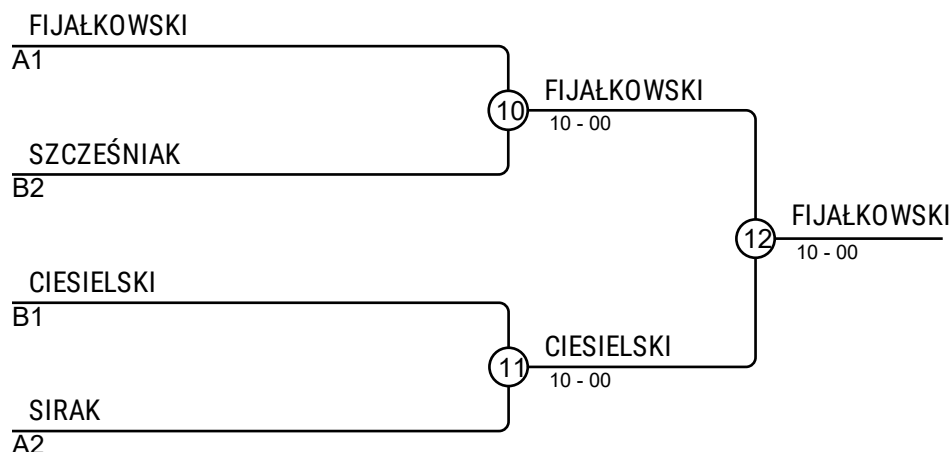 FIJAŁKOWSKI
A1
10
FIJAŁKOWSKI
10 - 00
SZCZEŚNIAK
B2
12
FIJAŁKOWSKI
10 - 00
CIESIELSKI
B1
11
CIESIELSKI
10 - 00
SIRAK
A2